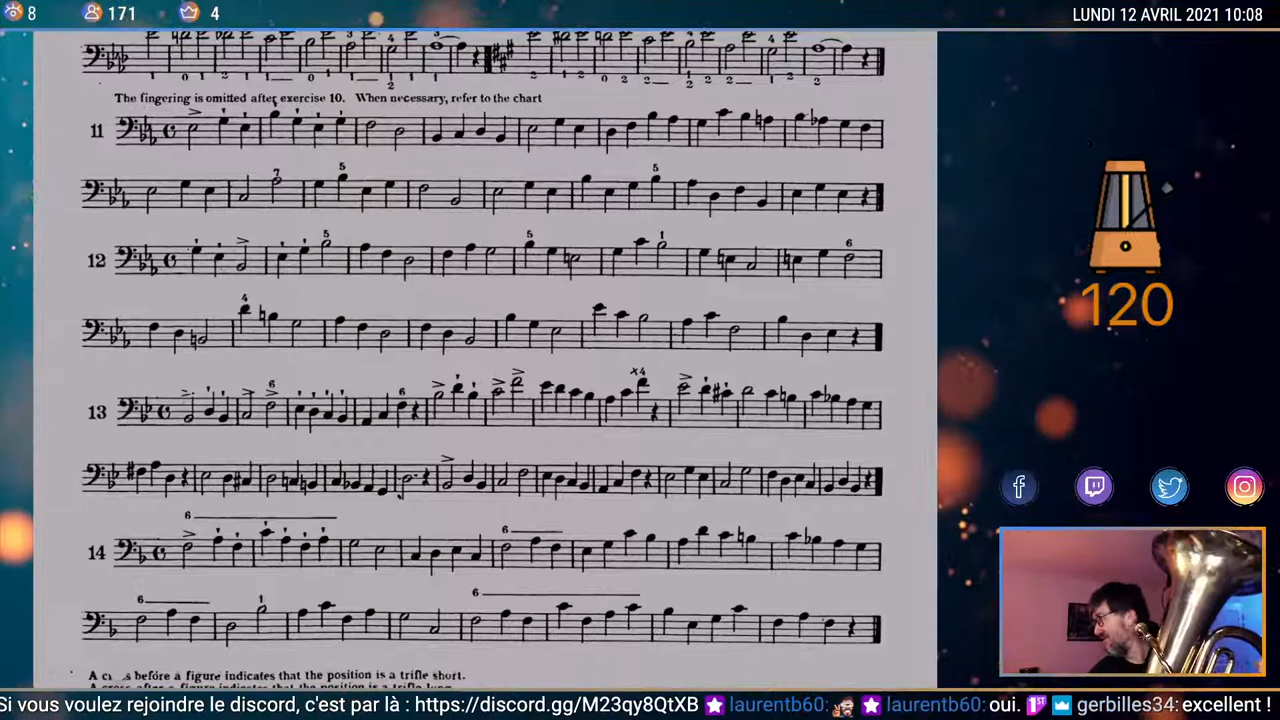 8 171 4
LUNDI 12 AVRIL 2021 10:08
The fingering is omitted after exercise 10. When necessary, refer to the chart
11
12
120
13
14
before a figure indicates that the position is a trifle short.
Si vous voulez rejoindre le discord, c'est par là : https://discord.gg/M23qy8QtXB laurentb60: laurentb60: oui. gerbilles34: excellent !